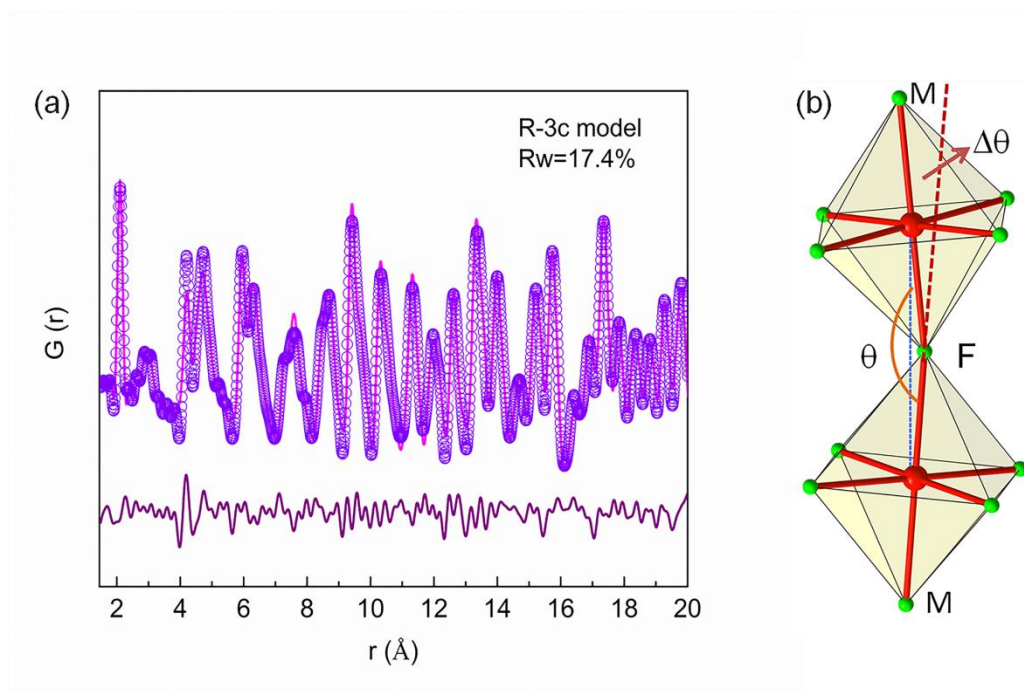 (a)
R-3c model
Rw=17.4%
G (r)
2 4 6 8 10 12 14 16 18 20
r (Å)
(b)
M
Δθ
θ
F
M